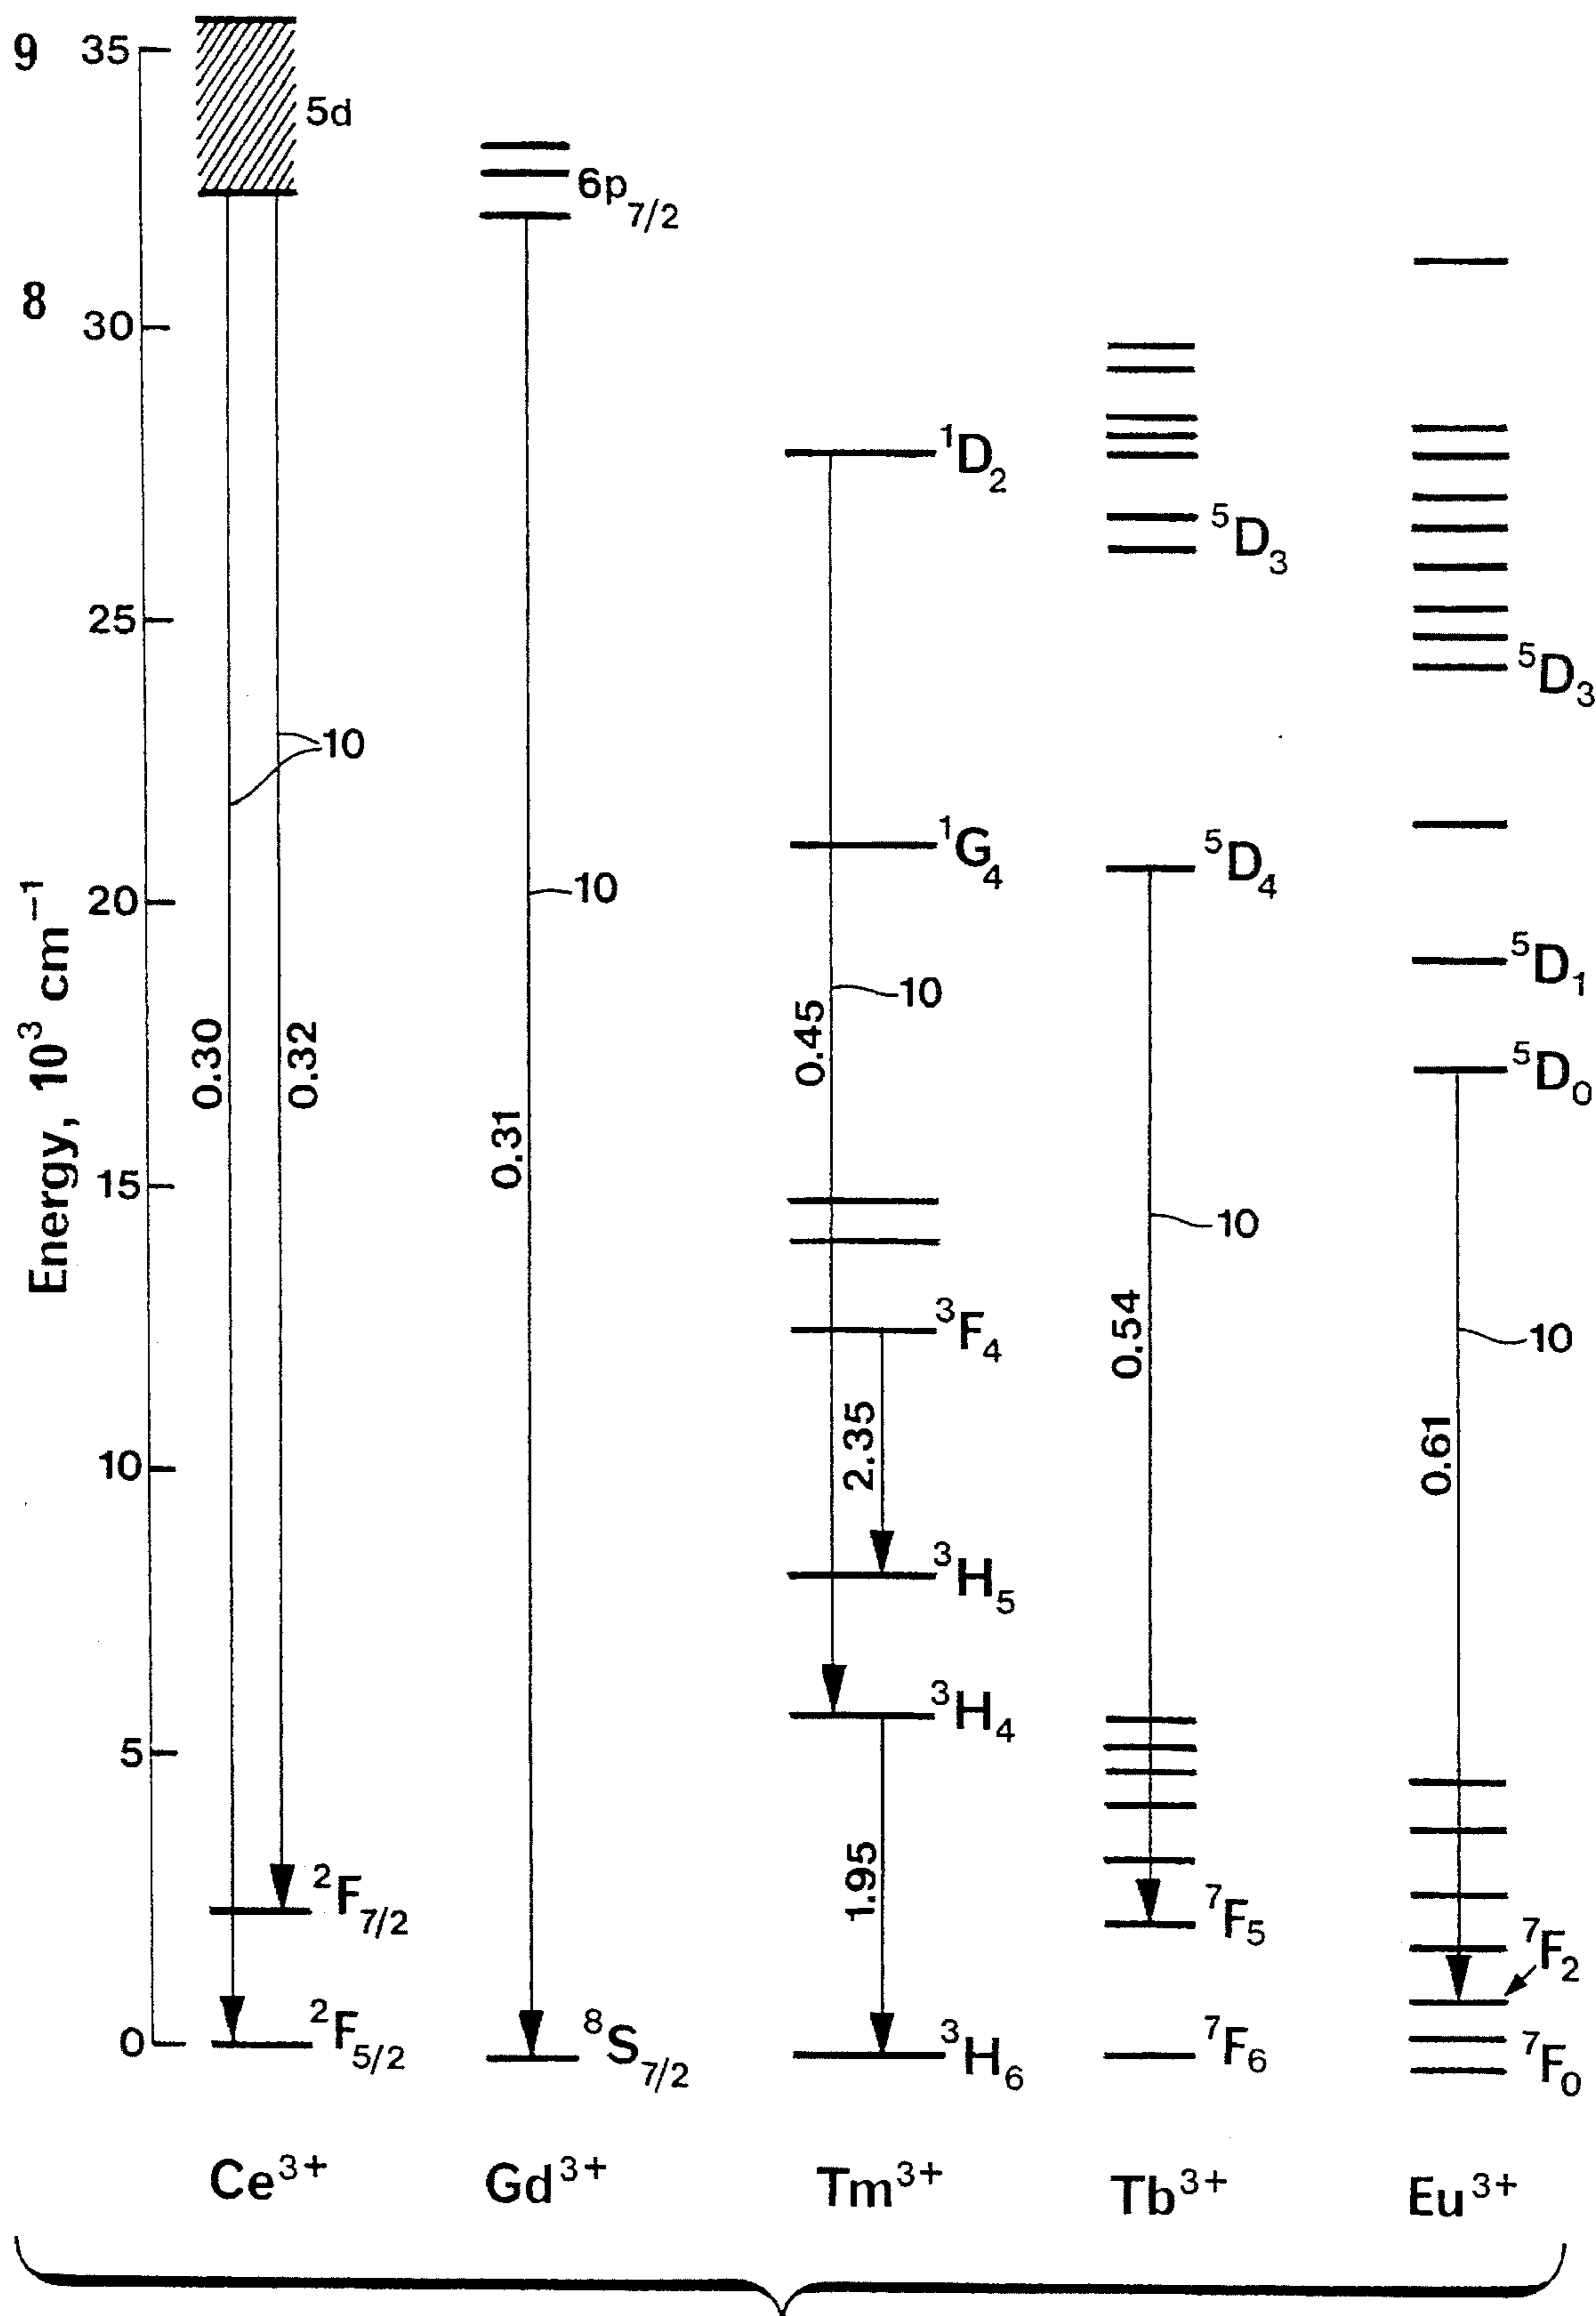 9
35
5d
6p7/2
8
30
1D2
5D3
25
5D3
10
1G4
5D4
20
10
5D1
10
0.45
5D0
0.30
0.32
0.31
Energy, 10³ cm⁻¹
15
10
3F4
0.54
10
2.35
0.61
10
3H5
3H4
5
1.95
2F7/2
7F5
7F2
0
2F5/2
8S7/2
3H6
7F6
7F0
Ce³⁺
Gd³⁺
Tm³⁺
Tb³⁺
Eu³⁺